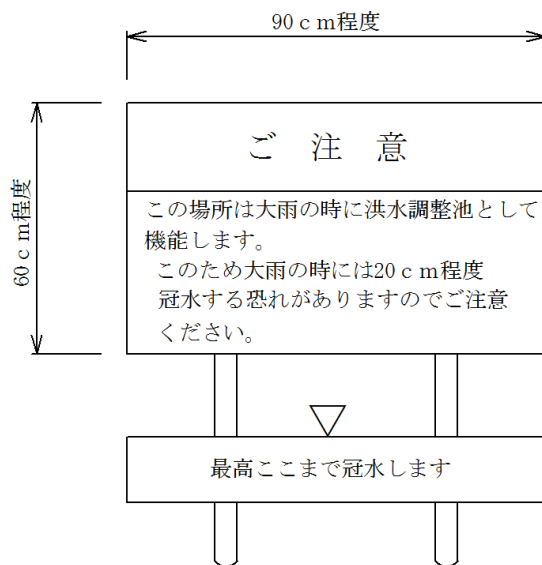 90cm程度
60cm程度
ご 注 意
この場所は大雨の時に洪水調整池として
機能します。
このため大雨の時には20cm程度
冠水する恐れがありますのでご注意
ください。
最高ここまで冠水します